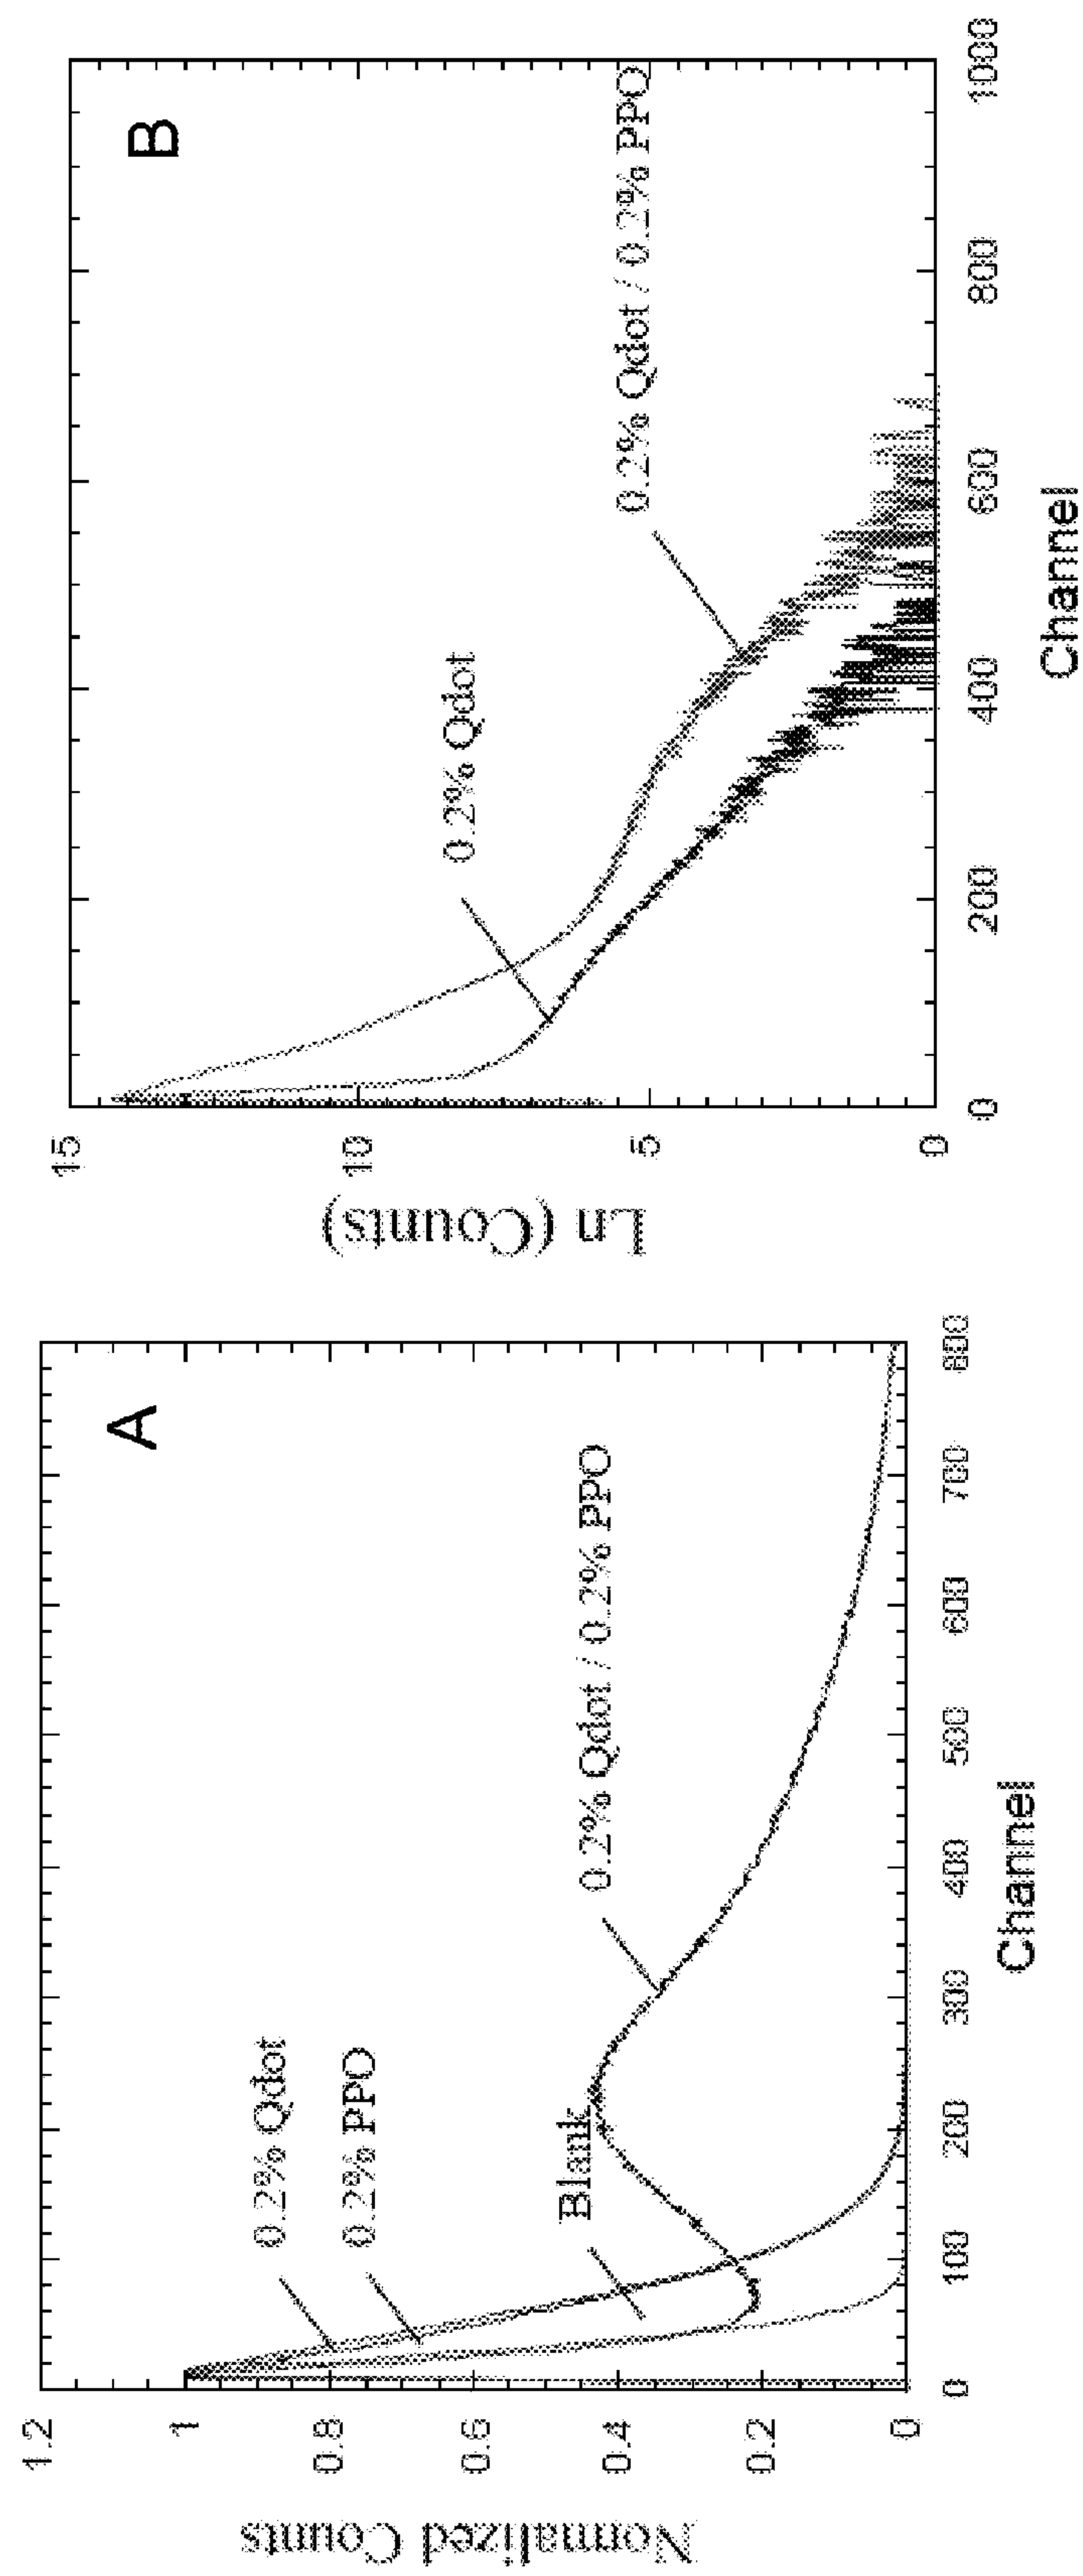 A
Normalized Counts
1.2
1
0.8
0.6
0.4
0.2
0
0.2% Qdot
0.2% PPO
Blank
0.2% Qdot / 0.2% PPO
0 100 200 300 400 500 600 700 800
Channel
B
Ln (Counts)
15
10
5
0
0.2% Qdot
0.2% Qdot / 0.2% PPO
0 200 400 600 800 1000
Channel